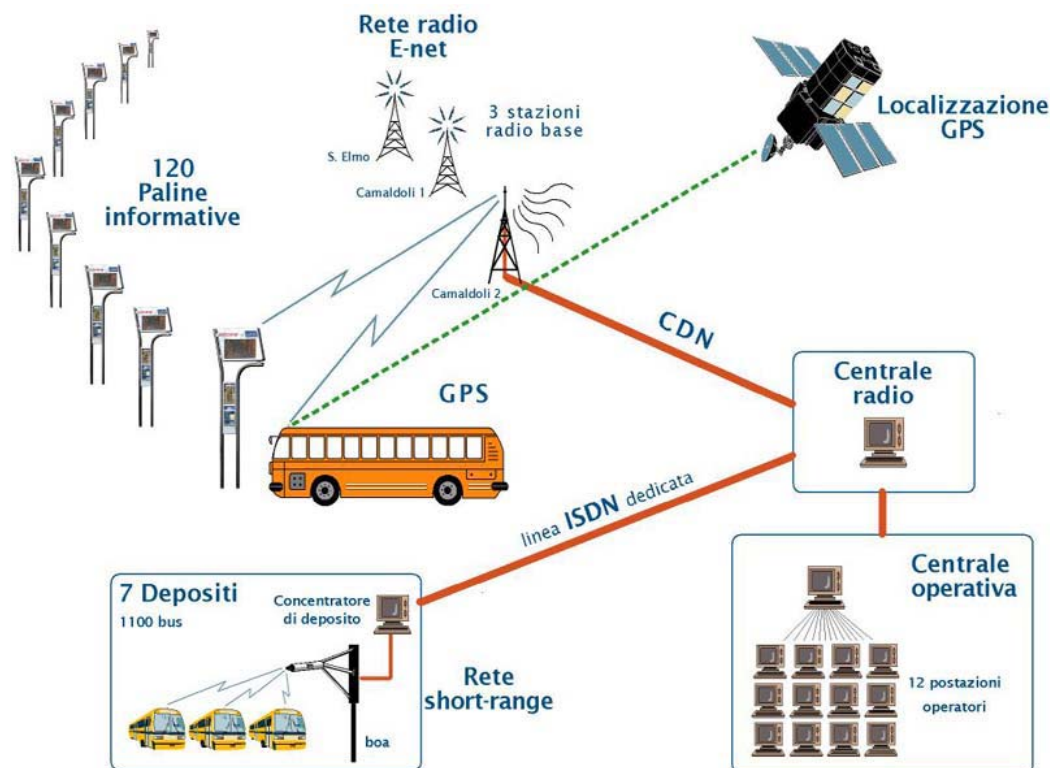 Rete radio
E-net
3 stazioni
radio base
S. Elmo
Camaldoli 1
Camaldoli 2
Localizzazione
GPS
120
Paline
informative
CDN
GPS
Centrale
radio
linea ISDN dedicata
7 Depositi
1100 bus
Concentratore
di deposito
Rete
short-range
boa
Centrale
operativa
12 postazioni
operatori